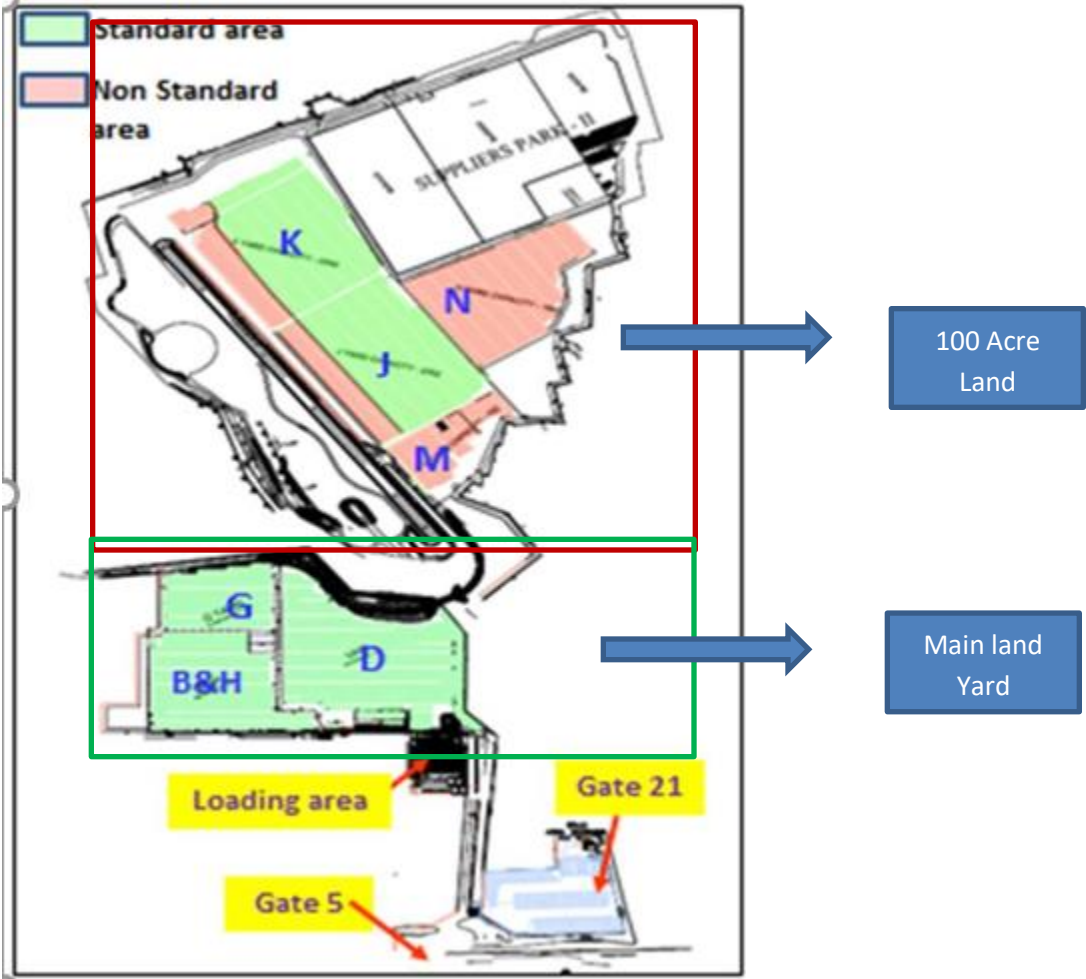 Standard area
Non Standard
area
SUPPLIERS PARK - II
K
N
J
M
100 Acre
Land
G
D
B&H
Main land
Yard
Loading area
Gate 21
Gate 5